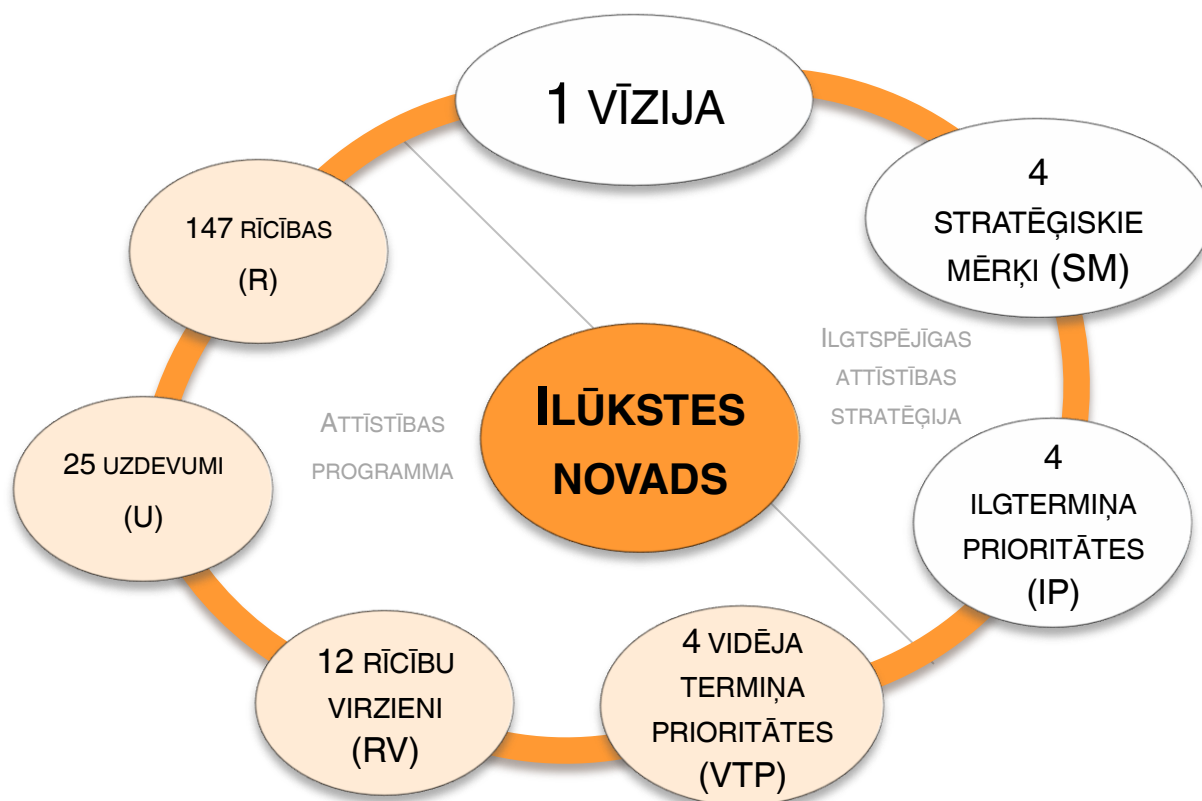 1 VĪZIJA
4
STRATĒĢISKIE
MĒRĶI (SM)
4
ILGTERMIŅA
PRIORITĀTES
(IP)
4 VIDĒJA
TERMIŅA
PRIORITĀTES
(VTP)
12 RĪCĪBU
VIRZIENI
(RV)
25 UZDEVUMI
(U)
147 RĪCĪBAS
(R)
ILGTSPĒJĪGAS
ATTĪSTĪBAS
STRATĒĢIJA
ATTĪSTĪBAS
PROGRAMMA
ILŪKSTES
NOVADS